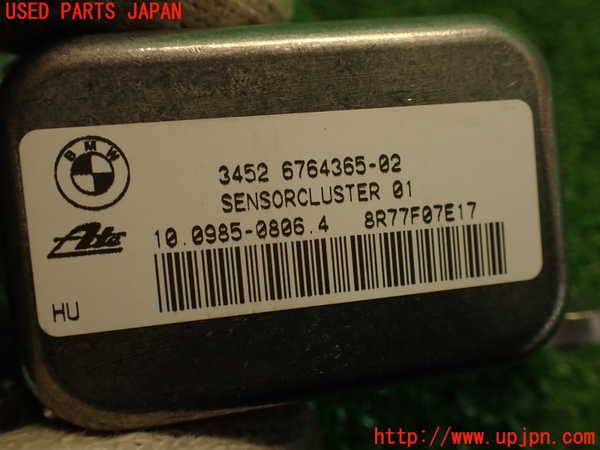 USED PARTS JAPAN
BMW
3452 6764365-02
SENSORCLUSTER 01
Ate
10.0985-0806.4 8R77F07E17
HU
http://www.upjpn.com/